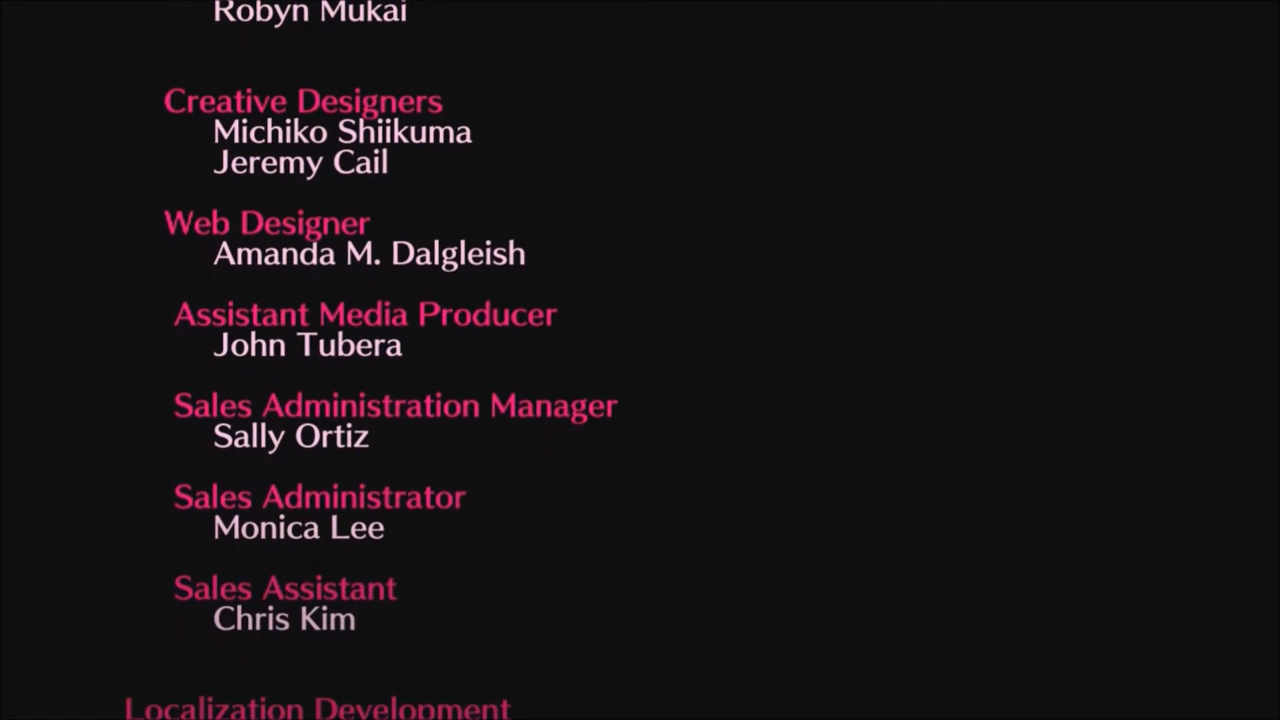 Robyn Mukai
Creative Designers
Michiko Shiikuma
Jeremy Cail
Web Designer
Amanda M. Dalgleish
Assistant Media Producer
John Tubera
Sales Administration Manager
Sally Ortiz
Sales Administrator
Monica Lee
Sales Assistant
Chris Kim
Localization Development